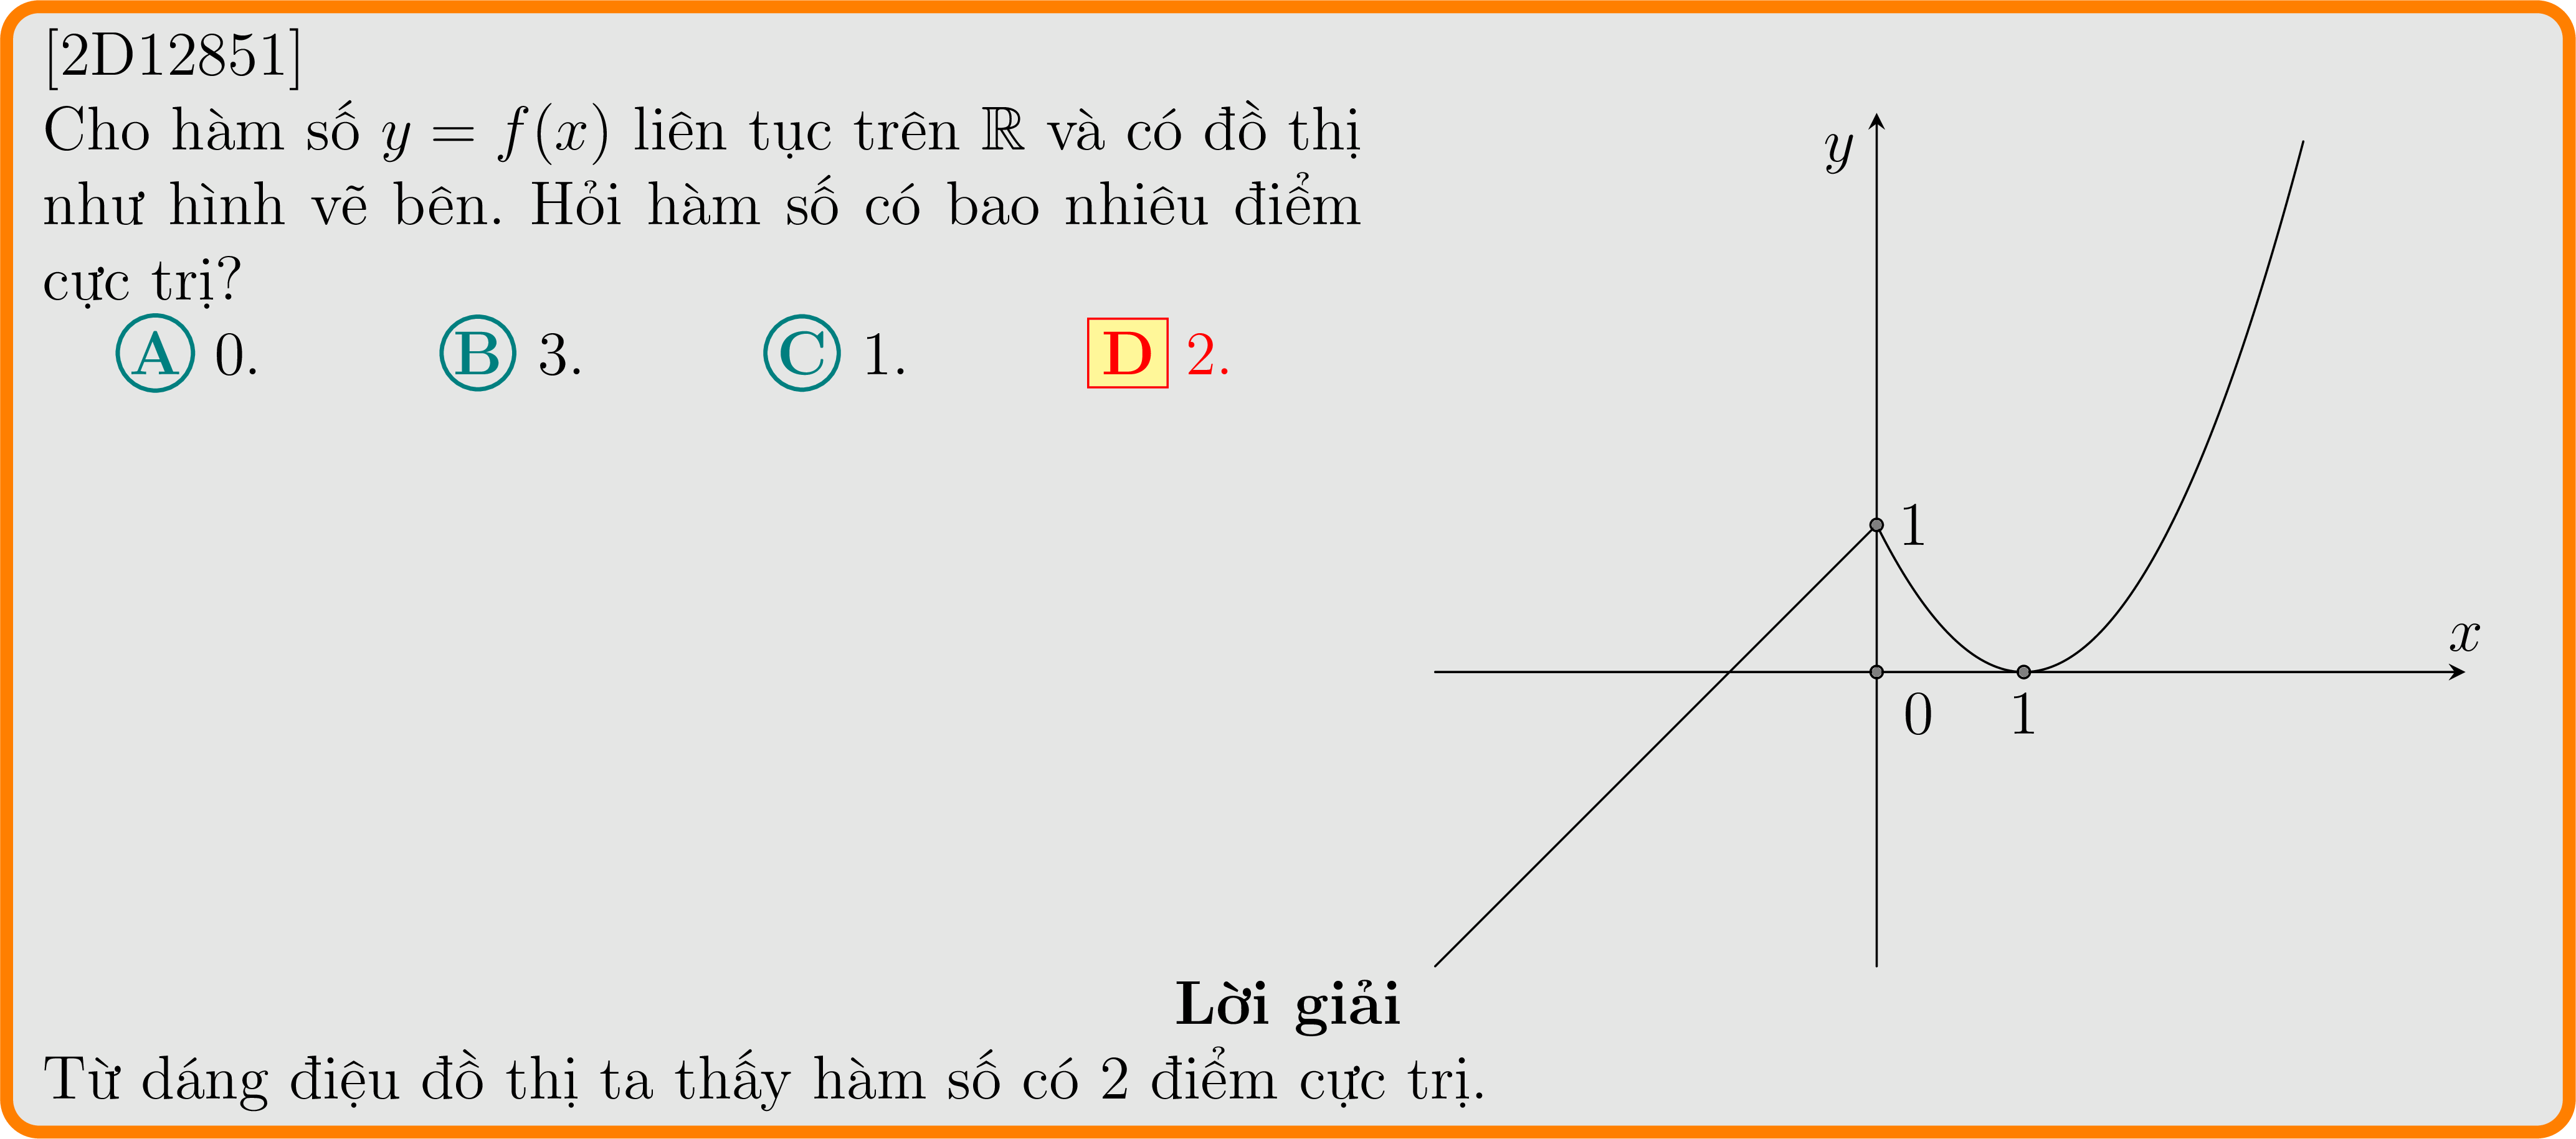 [2D12851]
Cho hàm số y = f(x) liên tục trên ℝ và có đồ thị
như hình vẽ bên. Hỏi hàm số có bao nhiêu điểm
cực trị?
A 0. B 3. C 1. D 2.
y
1
x
0 1
Lời giải
Từ dáng điệu đồ thị ta thấy hàm số có 2 điểm cực trị.